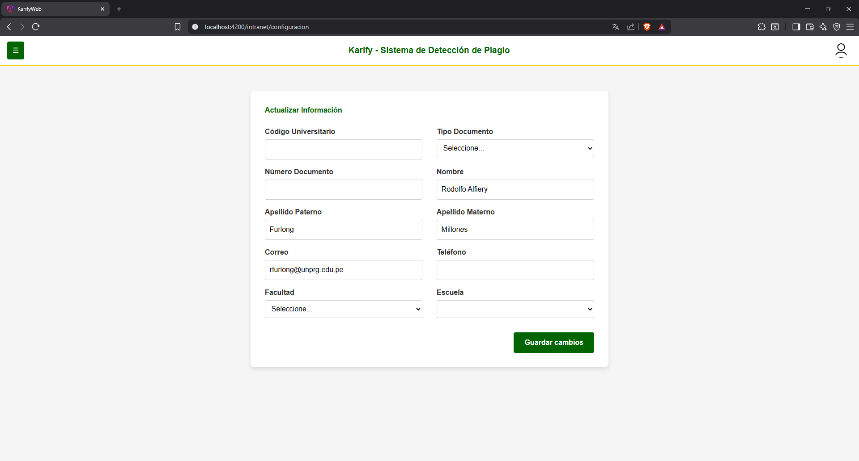 KarifyWeb
localhost:4200/intranet/configuracion
Karify - Sistema de Detección de Plagio
Actualizar Información
Código Universitario
Tipo Documento
Seleccione...
Número Documento
Nombre
Rodolfo Alfiery
Apellido Paterno
Apellido Materno
Furlong
Millones
Correo
Teléfono
rfurlong@unprg.edu.pe
Facultad
Escuela
Seleccione...
Guardar cambios